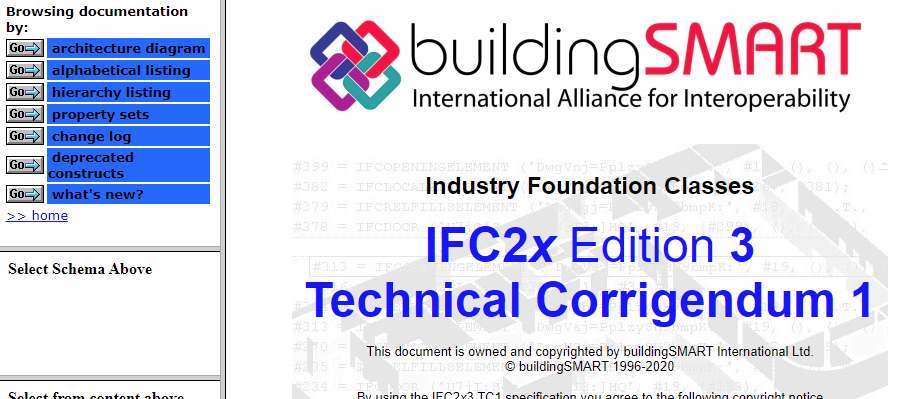 Browsing documentation
by:
Go architecture diagram
Go alphabetical listing
Go hierarchy listing
Go property sets
Go change log
Go deprecated
constructs
Go what's new?
>> home
Select Schema Above
Select from content above
buildingSMART
International Alliance for Interoperability
Industry Foundation Classes
IFC2x Edition 3
Technical Corrigendum 1
This document is owned and copyrighted by buildingSMART International Ltd.
© buildingSMART 1996-2020
By using the IFC2x3 TC1 specification you agree to the following copyright notice